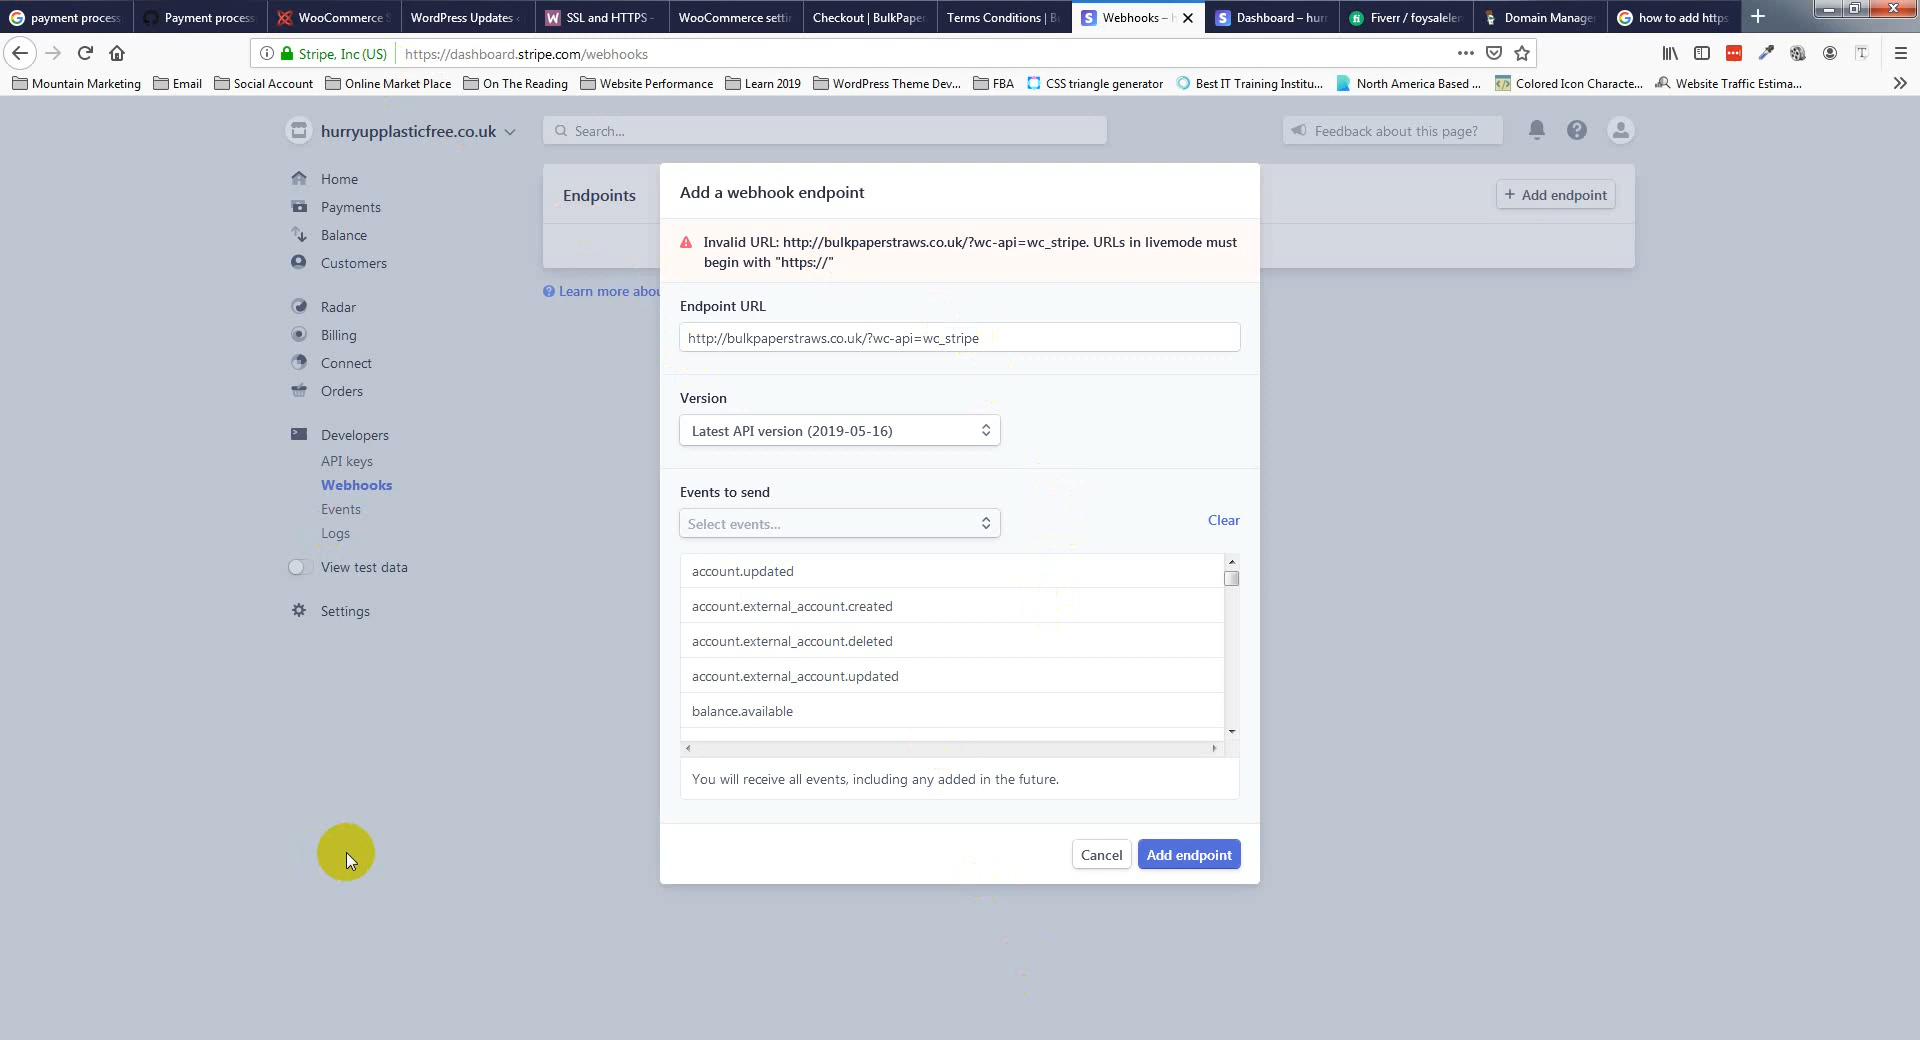 payment process
Payment process
WooCommerce S
WordPress Updates
SSL and HTTPS -
WooCommerce setti
Checkout | BulkPaper
Terms Conditions | B
Webhooks – h
Dashboard – hurr
Fiverr / foysalelen
Domain Manager
how to add https
Stripe, Inc (US)
https://dashboard.stripe.com/webhooks
Mountain Marketing
Email
Social Account
Online Market Place
On The Reading
Website Performance
Learn 2019
WordPress Theme Dev...
FBA
CSS triangle generator
Best IT Training Institu...
North America Based ...
Colored Icon Characte...
Website Traffic Estima...
hurryupplasticfree.co.uk
Search...
Feedback about this page?
Home
Payments
Balance
Customers
Radar
Billing
Connect
Orders
Developers
API keys
Webhooks
Events
Logs
View test data
Settings
Endpoints
+ Add endpoint
Learn more abou
Add a webhook endpoint
Invalid URL: http://bulkpaperstraws.co.uk/?wc-api=wc_stripe. URLs in livemode must
begin with "https://"
Endpoint URL
http://bulkpaperstraws.co.uk/?wc-api=wc_stripe
Version
Latest API version (2019-05-16)
Events to send
Select events...
Clear
account.updated
account.external_account.created
account.external_account.deleted
account.external_account.updated
balance.available
You will receive all events, including any added in the future.
Cancel
Add endpoint